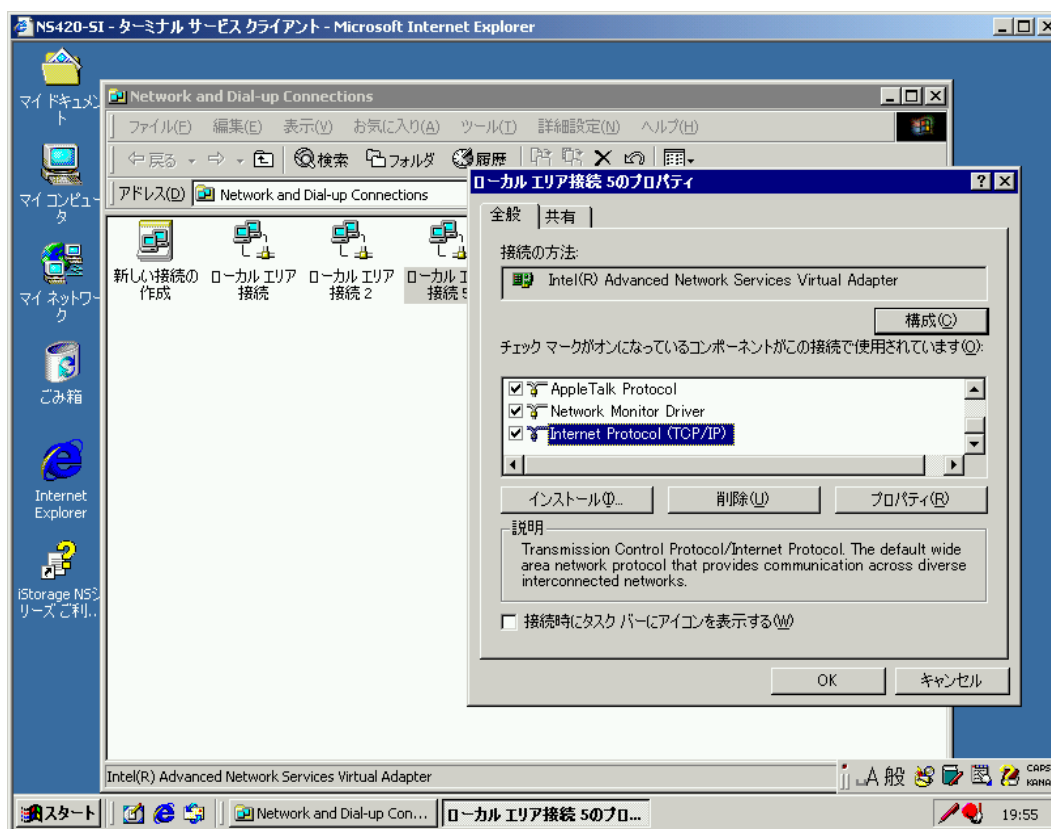 NS420-SI - ターミナル サービス クライアント - Microsoft Internet Explorer
マイ ドキュメント
マイ コンピュータ
マイ ネットワーク
ごみ箱
Internet
Explorer
iStorage NSシ
リーズ ご利..
Network and Dial-up Connections
ファイル(F) 編集(E) 表示(V) お気に入り(A) ツール(T) 詳細設定(N) ヘルプ(H)
戻る 検索 フォルダ 履歴
アドレス(D) Network and Dial-up Connections
新しい接続の
作成
ローカル エリア
接続
ローカル エリア
接続 2
ローカル エ
接続 5
ローカル エリア接続 5のプロパティ
全般 共有
接続の方法:
Intel(R) Advanced Network Services Virtual Adapter
構成(C)
チェック マークがオンになっているコンポーネントがこの接続で使用されています(O):
AppleTalk Protocol
Network Monitor Driver
Internet Protocol (TCP/IP)
インストール(I)... 削除(U) プロパティ(R)
説明
Transmission Control Protocol/Internet Protocol. The default wide
area network protocol that provides communication across diverse
interconnected networks.
接続時にタスク バーにアイコンを表示する(W)
OK キャンセル
Intel(R) Advanced Network Services Virtual Adapter
A 般 CAPS
KANA
スタート Network and Dial-up Con... ローカル エリア接続 5のプロ... 19:55